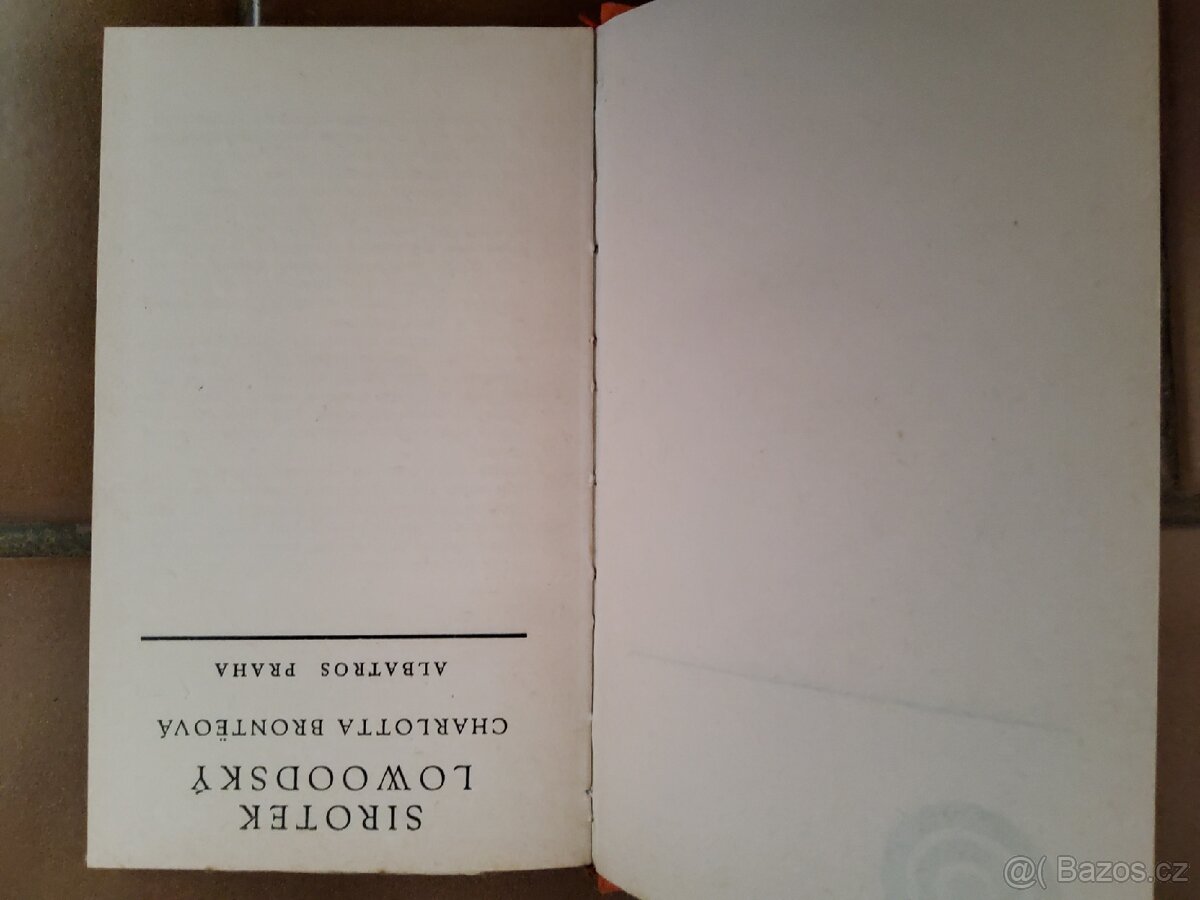 SIROTEK
LOWOODSKÝ
CHARLOTTA BRONTËOVÁ
ALBATROS PRAHA
@( Bazos.cz